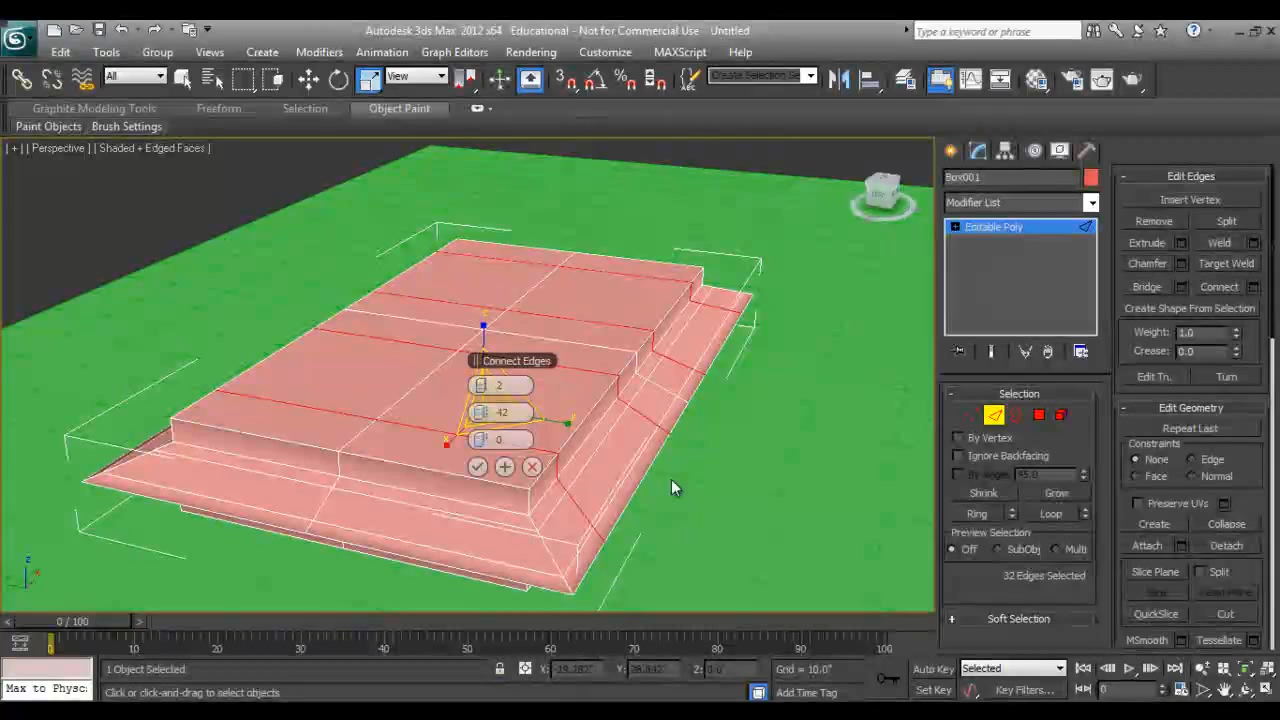 Autodesk 3ds Max 2012 x64 Educational - Not for Commercial Use Untitled
Type a keyword or phrase
Edit Tools Group Views Create Modifiers Animation Graph Editors Rendering Customize MAXScript Help
All View Create Selection Se
Graphite Modeling Tools Freeform Selection Object Paint
Paint Objects Brush Settings
[ + ] [ Perspective ] [ Shaded + Edged Faces ]
Box001
Modifier List
Editable Poly
Connect Edges
2
42
0
Selection
By Vertex
Ignore Backfacing
By Angle: 45.0
Shrink Grow
Ring Loop
Preview Selection
Off SubObj Multi
32 Edges Selected
Soft Selection
Edit Edges
Insert Vertex
Remove Split
Extrude Weld
Chamfer Target Weld
Bridge Connect
Create Shape From Selection
Weight: 1.0
Crease: 0.0
Edit Tri. Turn
Edit Geometry
Repeat Last
Constraints
None Edge
Face Normal
Preserve UVs
Create Collapse
Attach Detach
Slice Plane Split
QuickSlice Cut
MSmooth Tessellate
0 / 100
10 20 30 40 50 60 70 80 90 100
1 Object Selected
X: Y: Z: 0.0 Grid = 10.0"
Auto Key Selected
Max to Physc
Click or click-and-drag to select objects
Add Time Tag
Set Key Key Filters... 0